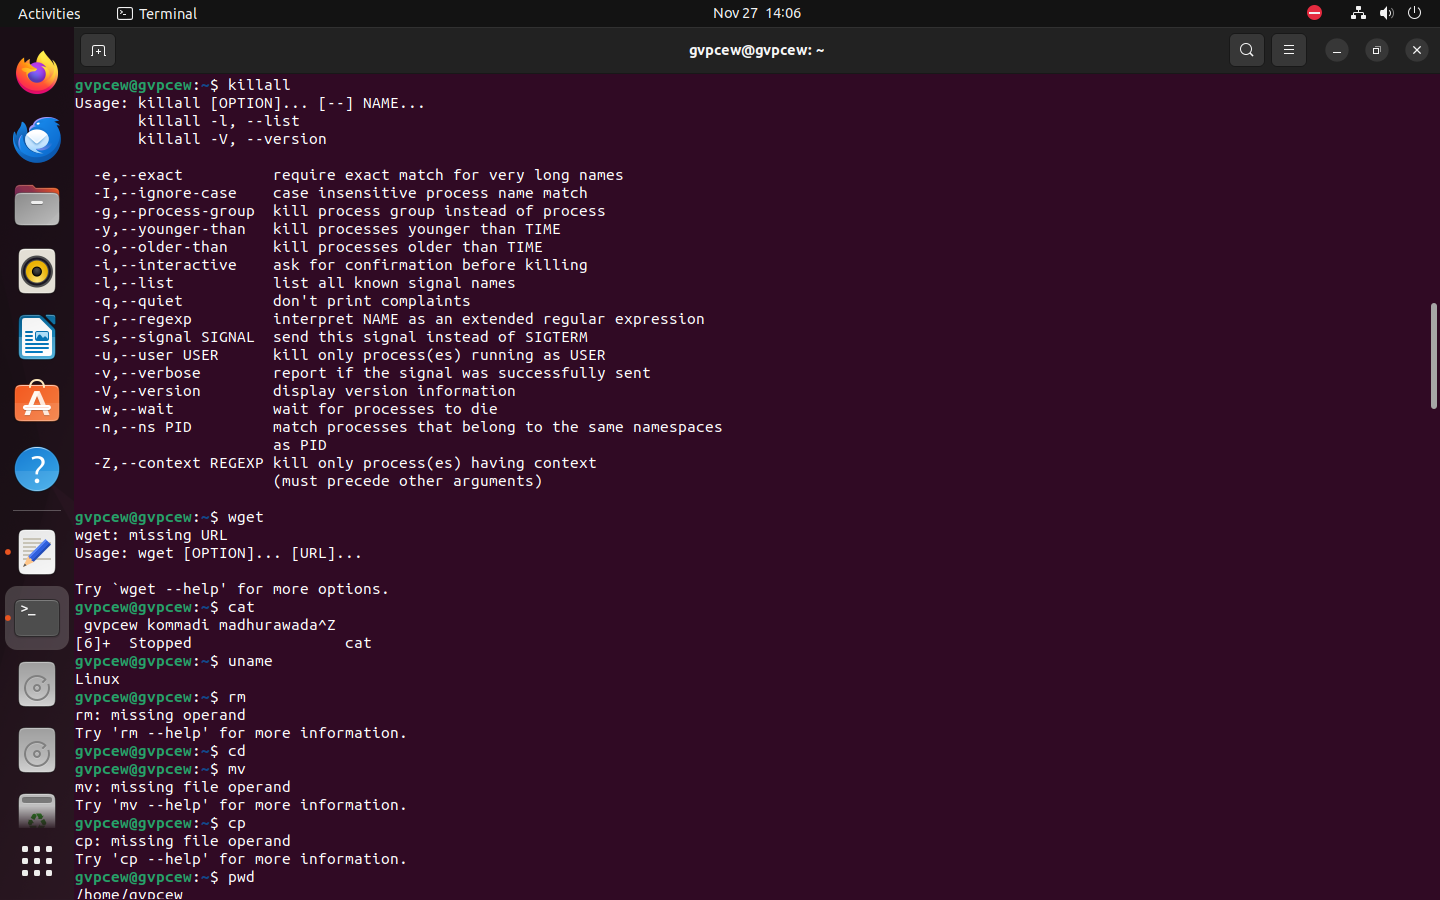 Activities Terminal Nov 27 14:06
gvpcew@gvpcew: ~
gvpcew@gvpcew:~$ killall
Usage: killall [OPTION]... [--] NAME...
       killall -l, --list
       killall -V, --version
  -e,--exact          require exact match for very long names
  -I,--ignore-case    case insensitive process name match
  -g,--process-group  kill process group instead of process
  -y,--younger-than   kill processes younger than TIME
  -o,--older-than     kill processes older than TIME
  -i,--interactive    ask for confirmation before killing
  -l,--list           list all known signal names
  -q,--quiet          don't print complaints
  -r,--regexp         interpret NAME as an extended regular expression
  -s,--signal SIGNAL  send this signal instead of SIGTERM
  -u,--user USER      kill only process(es) running as USER
  -v,--verbose        report if the signal was successfully sent
  -V,--version        display version information
  -w,--wait           wait for processes to die
  -n,--ns PID         match processes that belong to the same namespaces
                      as PID
  -Z,--context REGEXP kill only process(es) having context
                      (must precede other arguments)
gvpcew@gvpcew:~$ wget
wget: missing URL
Usage: wget [OPTION]... [URL]...
Try `wget --help' for more options.
gvpcew@gvpcew:~$ cat
 gvpcew kommadi madhurawada^Z
[6]+  Stopped                 cat
gvpcew@gvpcew:~$ uname
Linux
gvpcew@gvpcew:~$ rm
rm: missing operand
Try 'rm --help' for more information.
gvpcew@gvpcew:~$ cd
gvpcew@gvpcew:~$ mv
mv: missing file operand
Try 'mv --help' for more information.
gvpcew@gvpcew:~$ cp
cp: missing file operand
Try 'cp --help' for more information.
gvpcew@gvpcew:~$ pwd
/home/gvpcew